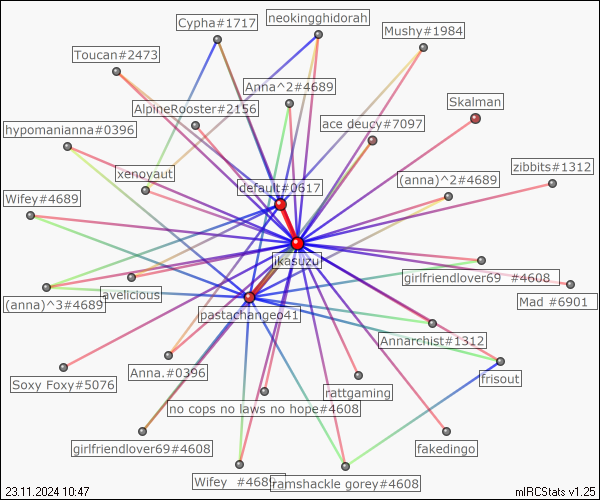 neokingghidorah
Cypha#1717
Mushy#1984
Toucan#2473
Anna^2#4689
Skalman
AlpineRooster#2156
ace deucy#7097
hypomanianna#0396
zibbits#1312
xenoyaut
(anna)^2#4689
default#0617
Wifey#4689
ikasuzu
girlfriendlover69  #4608
avelicious
(anna)^3#4689
Mad #6901
pastachangeo41
Annarchist#1312
Anna.#0396
frisout
Soxy Foxy#5076
rattgaming
no cops no laws no hope#4608
girlfriendlover69#4608
fakedingo
Wifey  #4689
ramshackle gorey#4608
23.11.2024 10:47
mIRCStats v1.25